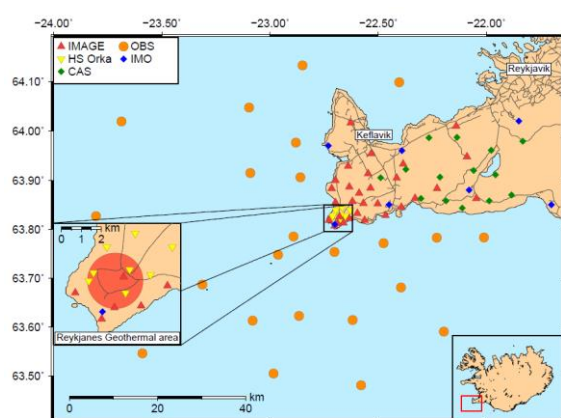 -24.00 -23.50 -23.00 -22.50 -22.00
IMAGE OBS
HS Orka IMO
CAS
64.10'
64.00'
63.90'
63.80'
63.70'
63.60'
63.50'
Reykjavik
Keflavik
km
0 1 2
Reykjanes Geothermal area
km
0 20 40